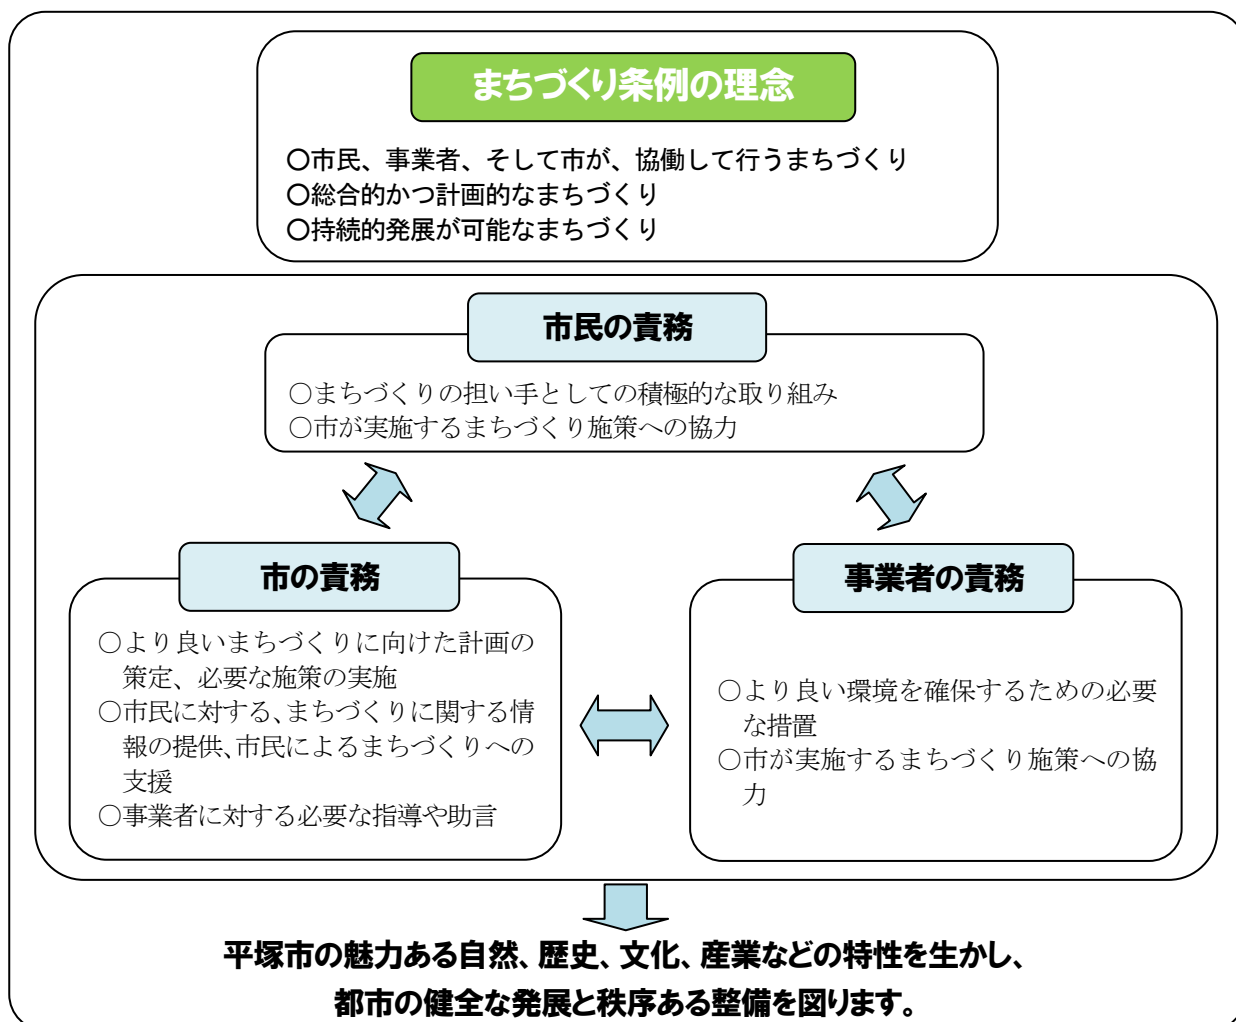 まちづくり条例の理念
○市民、事業者、そして市が、協働して行うまちづくり
○総合的かつ計画的なまちづくり
○持続的発展が可能なまちづくり
市民の責務
○まちづくりの担い手としての積極的な取り組み
○市が実施するまちづくり施策への協力
市の責務
○より良いまちづくりに向けた計画の
策定、必要な施策の実施
○市民に対する、まちづくりに関する情
報の提供、市民によるまちづくりへの
支援
○事業者に対する必要な指導や助言
事業者の責務
○より良い環境を確保するための必要
な措置
○市が実施するまちづくり施策への協
力
平塚市の魅力ある自然、歴史、文化、産業などの特性を生かし、
都市の健全な発展と秩序ある整備を図ります。